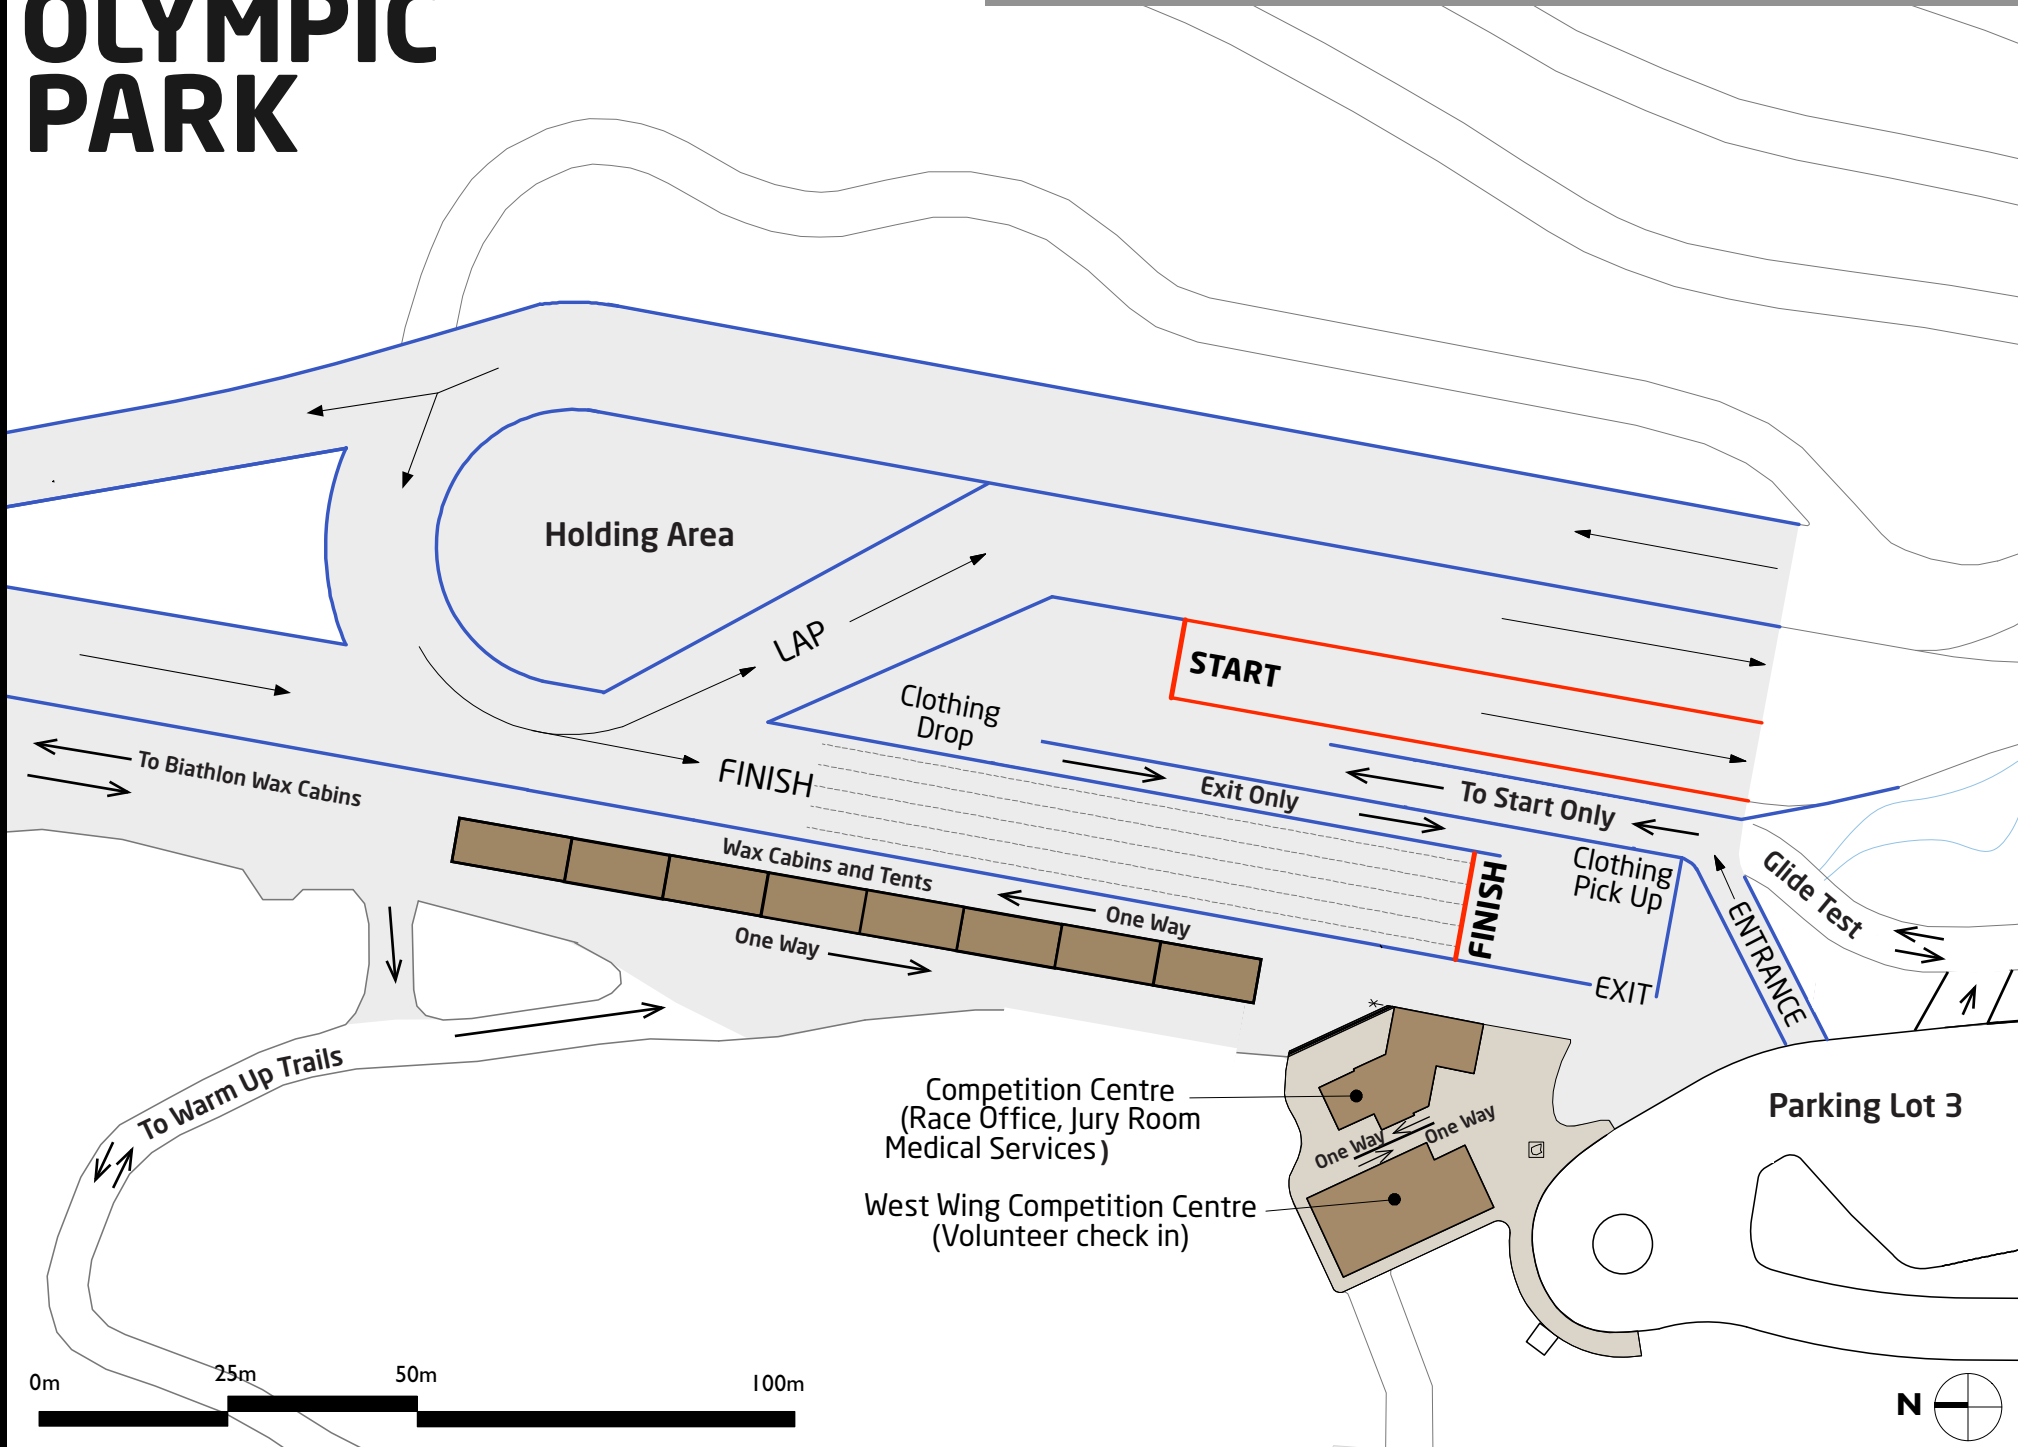 OLYMPIC
PARK
Holding Area
LAP
START
Clothing
Drop
FINISH
Exit Only
To Start Only
To Biathlon Wax Cabins
Wax Cabins and Tents
One Way
One Way
FINISH
Clothing
Pick Up
Glide Test
ENTRANCE
EXIT
To Warm Up Trails
Competition Centre
(Race Office, Jury Room
Medical Services)
One Way
One Way
West Wing Competition Centre
(Volunteer check in)
Parking Lot 3
0m
25m
50m
100m
N